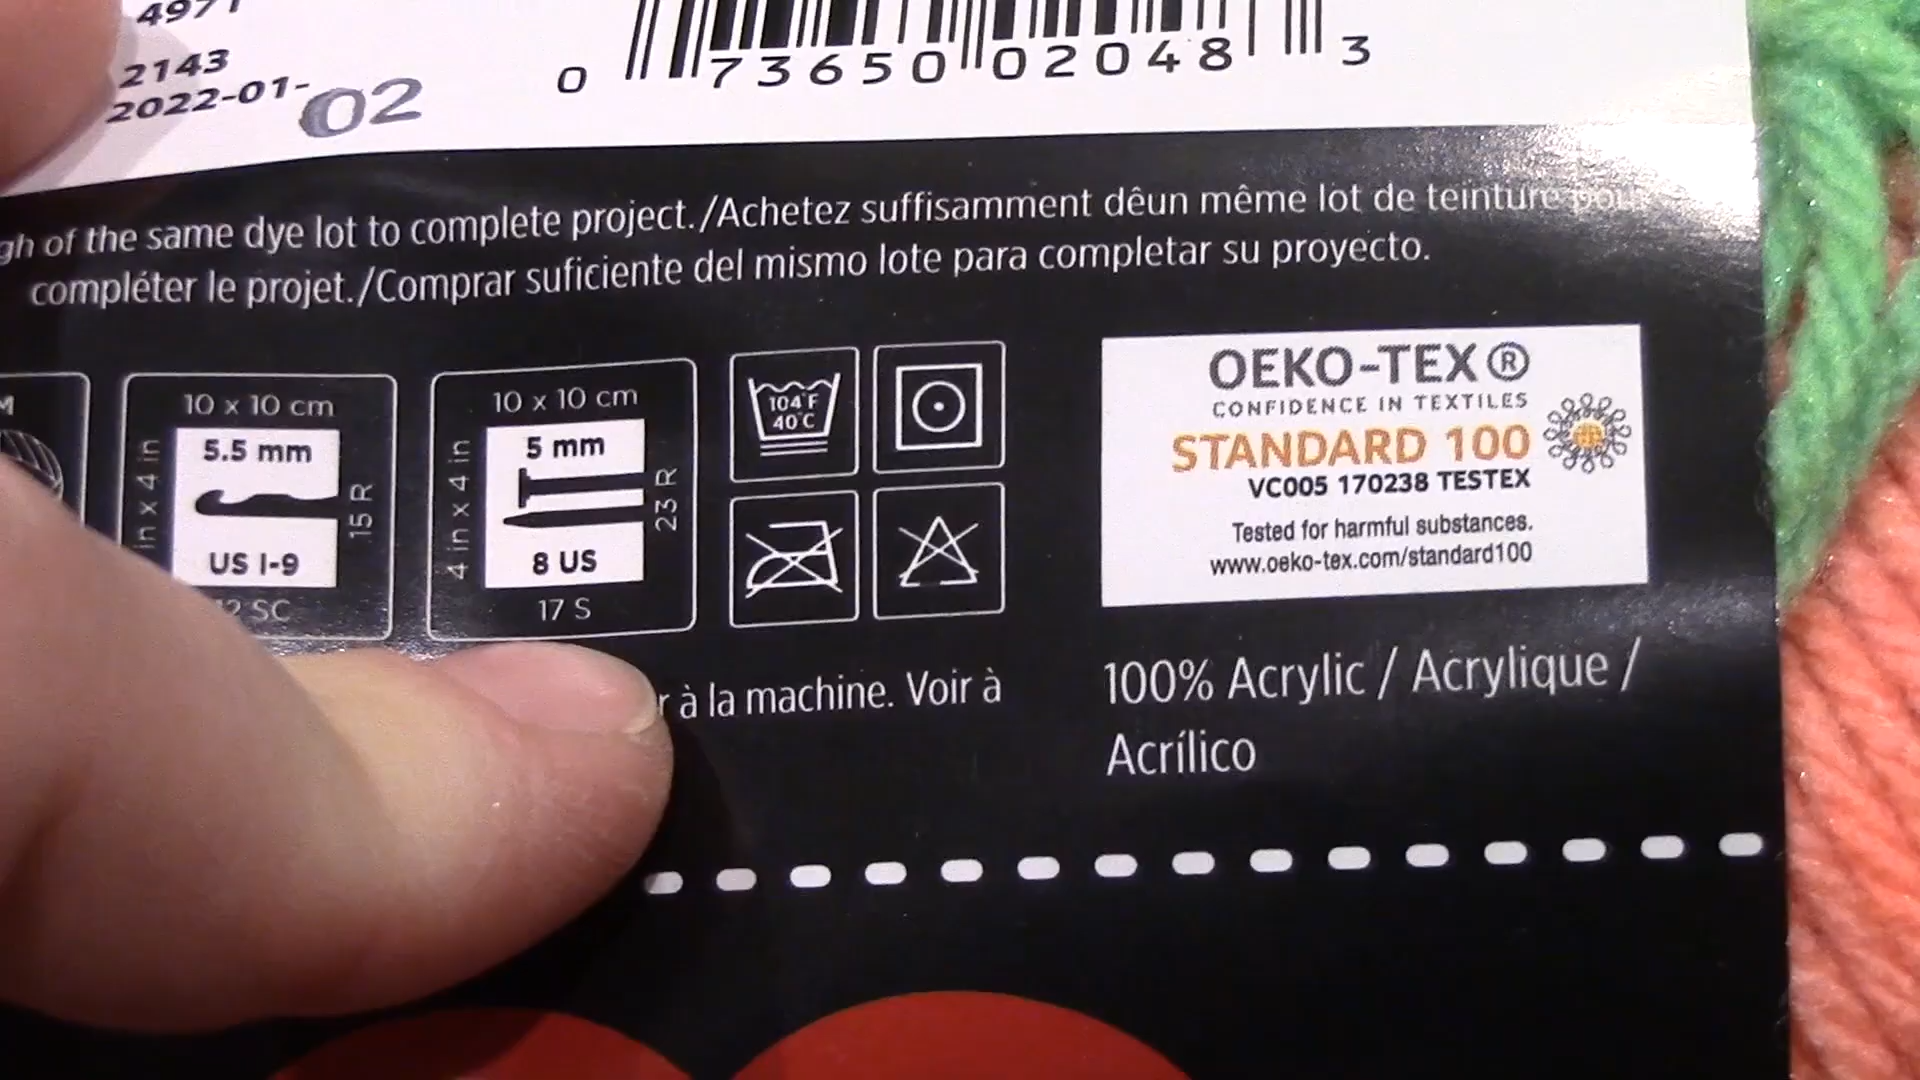 2143
2022-01-02
0 73650 02048 3
of the same dye lot to complete project./Achetez suffisamment dêun même lot de teinture
compléter le projet./Comprar suficiente del mismo lote para completar su proyecto.
10 x 10 cm
in x 4 in
5.5 mm
US I-9
15 R
SC
10 x 10 cm
4 in x 4 in
5 mm
8 US
23 R
17 S
104°F
40°C
OEKO-TEX®
CONFIDENCE IN TEXTILES
STANDARD 100
VC005 170238 TESTEX
Tested for harmful substances.
www.oeko-tex.com/standard100
à la machine. Voir à
100% Acrylic / Acrylique /
Acrílico